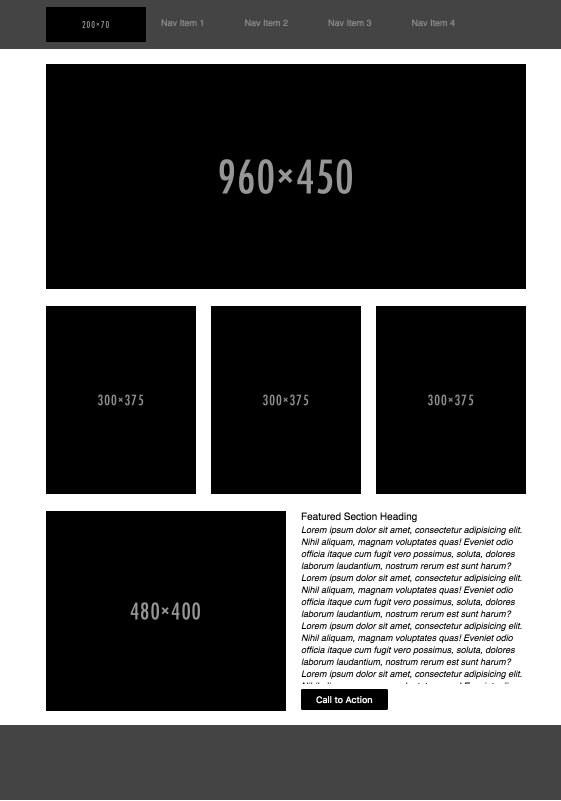 200×70
Nav Item 1
Nav Item 2
Nav Item 3
Nav Item 4
960×450
300×375
300×375
300×375
480×400
Featured Section Heading
Lorem ipsum dolor sit amet, consectetur adipisicing elit.
Nihil aliquam, magnam voluptates quas! Eveniet odio
officia itaque cum fugit vero possimus, soluta, dolores
laborum laudantium, nostrum rerum est sunt harum?
Lorem ipsum dolor sit amet, consectetur adipisicing elit.
Nihil aliquam, magnam voluptates quas! Eveniet odio
officia itaque cum fugit vero possimus, soluta, dolores
laborum laudantium, nostrum rerum est sunt harum?
Lorem ipsum dolor sit amet, consectetur adipisicing elit.
Nihil aliquam, magnam voluptates quas! Eveniet odio
officia itaque cum fugit vero possimus, soluta, dolores
laborum laudantium, nostrum rerum est sunt harum?
Lorem ipsum dolor sit amet, consectetur adipisicing elit.
Call to Action